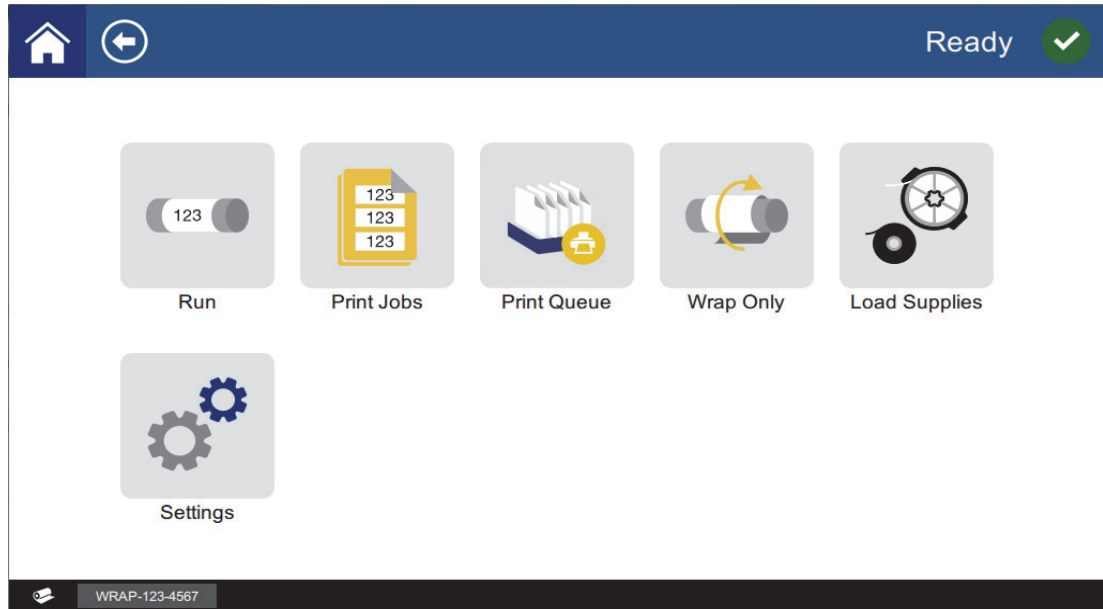 Ready
123
Run
123
123
123
Print Jobs
Print Queue
Wrap Only
Load Supplies
Settings
WRAP-123-4567